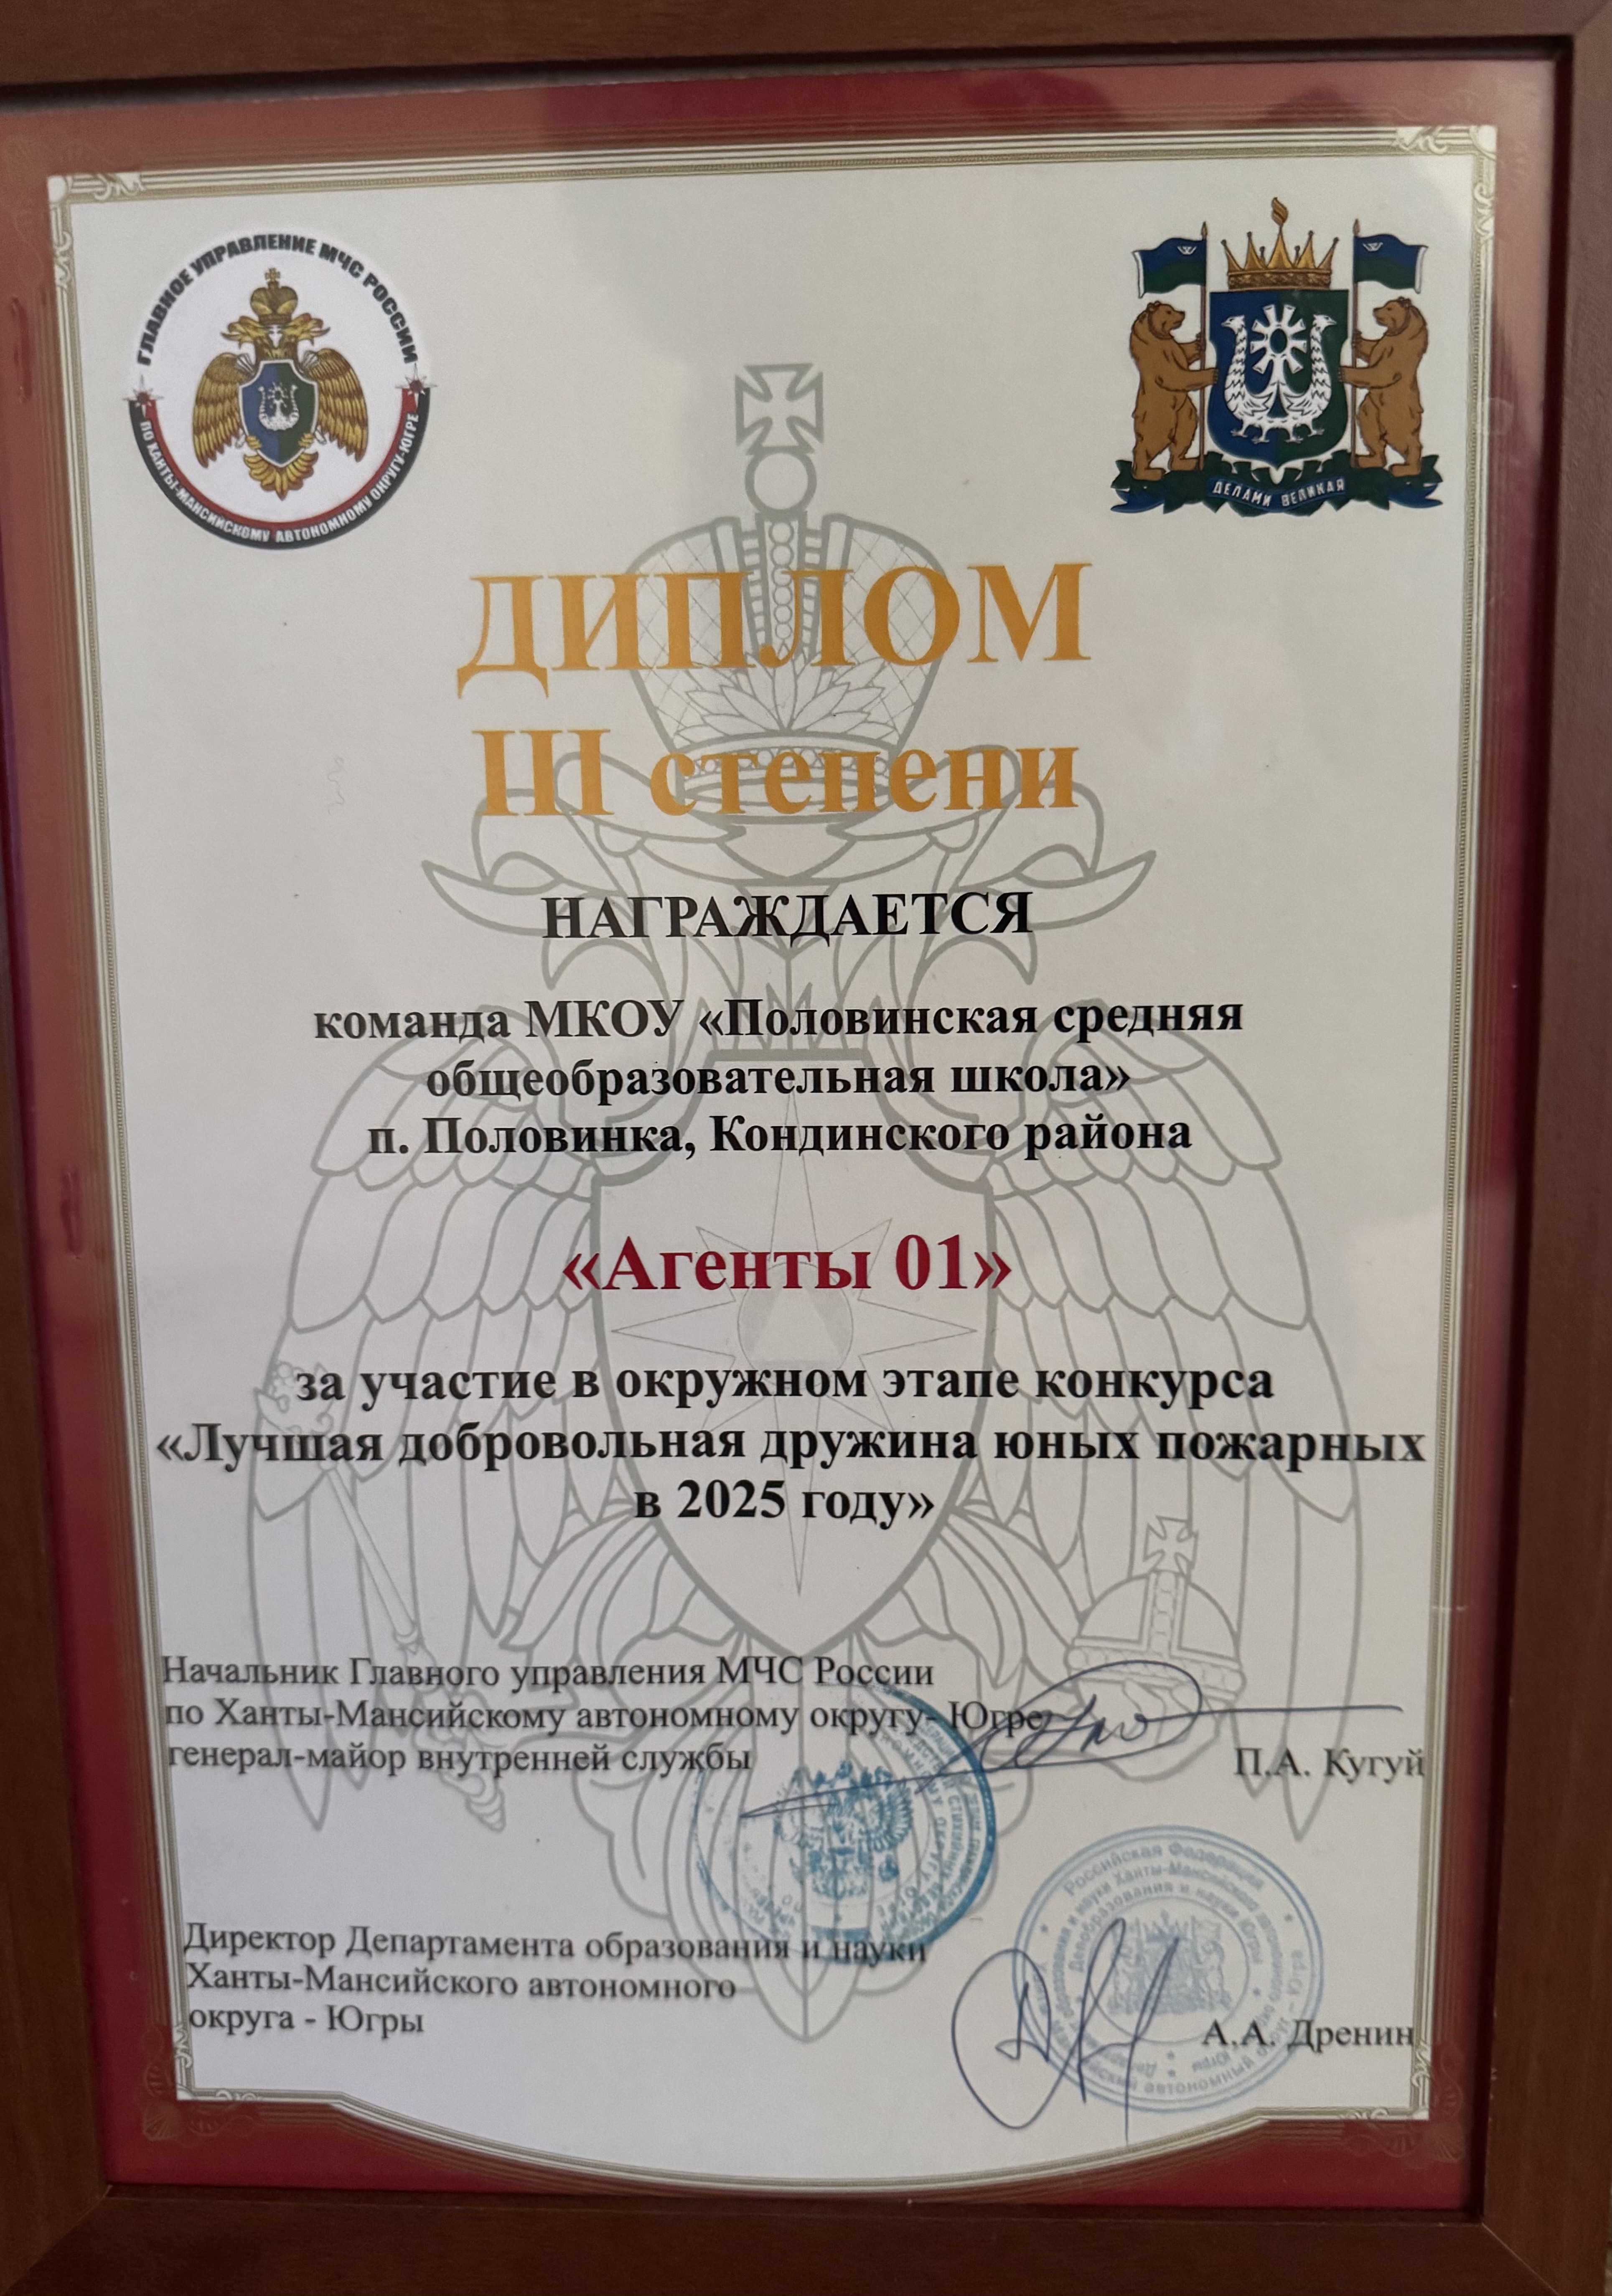 ГЛАВНОЕ УПРАВЛЕНИЕ МЧС РОССИИ
ПО ХАНТЫ-МАНСИЙСКОМУ АВТОНОМНОМУ ОКРУГУ-ЮГРЕ
ДЕЛАМИ ВЕЛИКАЯ
ДИПЛОМ
III степени
НАГРАЖДАЕТСЯ
команда МКОУ «Половинская средняя
общеобразовательная школа»
п. Половинка, Кондинского района
«Агенты 01»
за участие в окружном этапе конкурса
«Лучшая добровольная дружина юных пожарных
в 2025 году»
Начальник Главного управления МЧС России
по Ханты-Мансийскому автономному округу- Югре
генерал-майор внутренней службы
П.А. Кугуй
Директор Департамента образования и науки
Ханты-Мансийского автономного
округа - Югры
А.А. Дренин
Российская Федерация